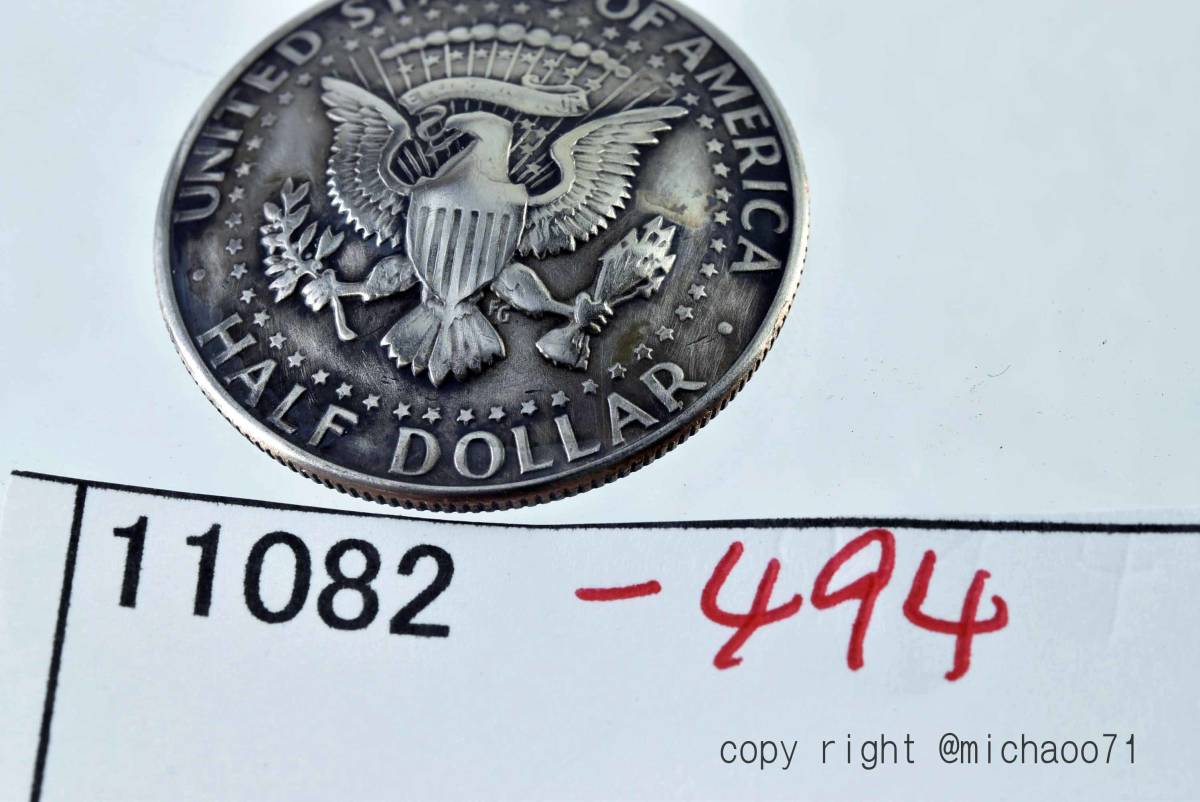 UNITED STATES OF AMERICA
FG
HALF DOLLAR
11082 -494
copy right @michaoo71